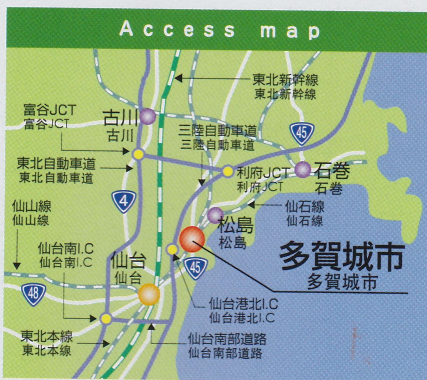 Access map
東北新幹線
東北新幹線
富谷JCT
富谷JCT
古川
古川
三陸自動車道
三陸自動車道
45
東北自動車道
東北自動車道
利府JCT
利府JCT
石巻
石巻
4
仙山線
仙山線
仙石線
仙石線
松島
松島
仙台南I.C
仙台南I.C
仙台
仙台
45
多賀城市
多賀城市
48
仙台港北I.C
仙台港北I.C
東北本線
東北本線
仙台南部道路
仙台南部道路